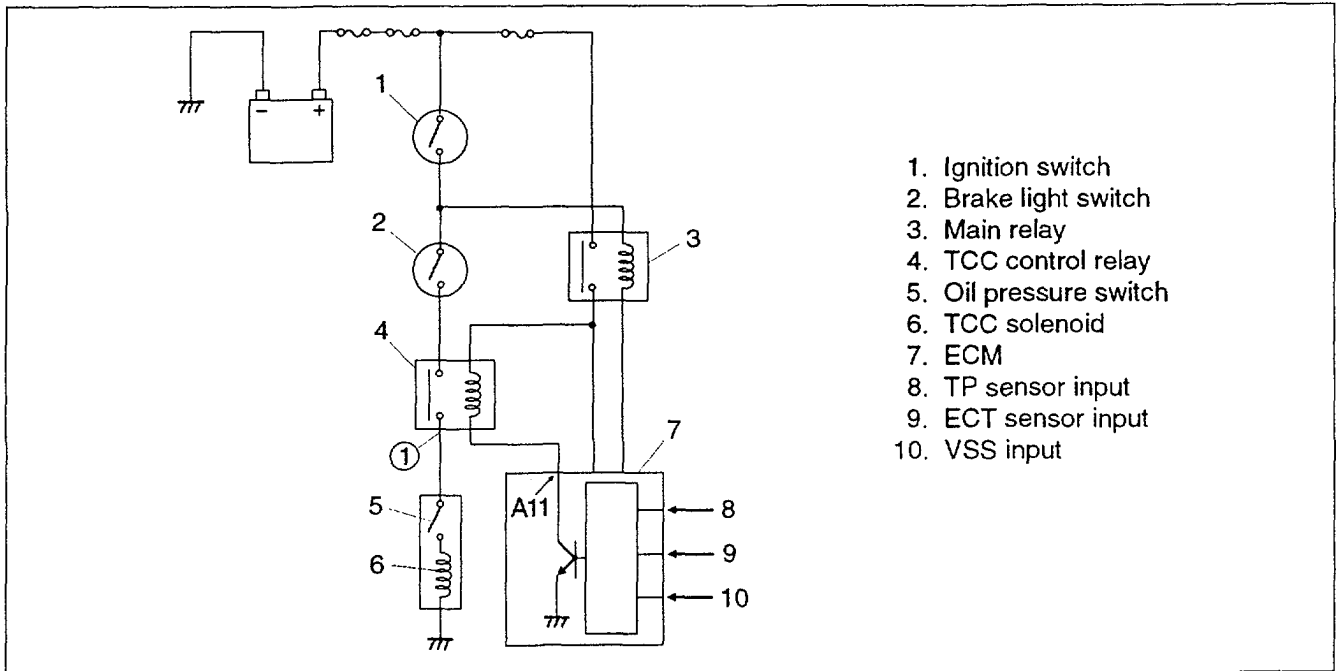 - +
1
2
3
4
①
7
5
A11
8
6
9
10
1. Ignition switch
2. Brake light switch
3. Main relay
4. TCC control relay
5. Oil pressure switch
6. TCC solenoid
7. ECM
8. TP sensor input
9. ECT sensor input
10. VSS input